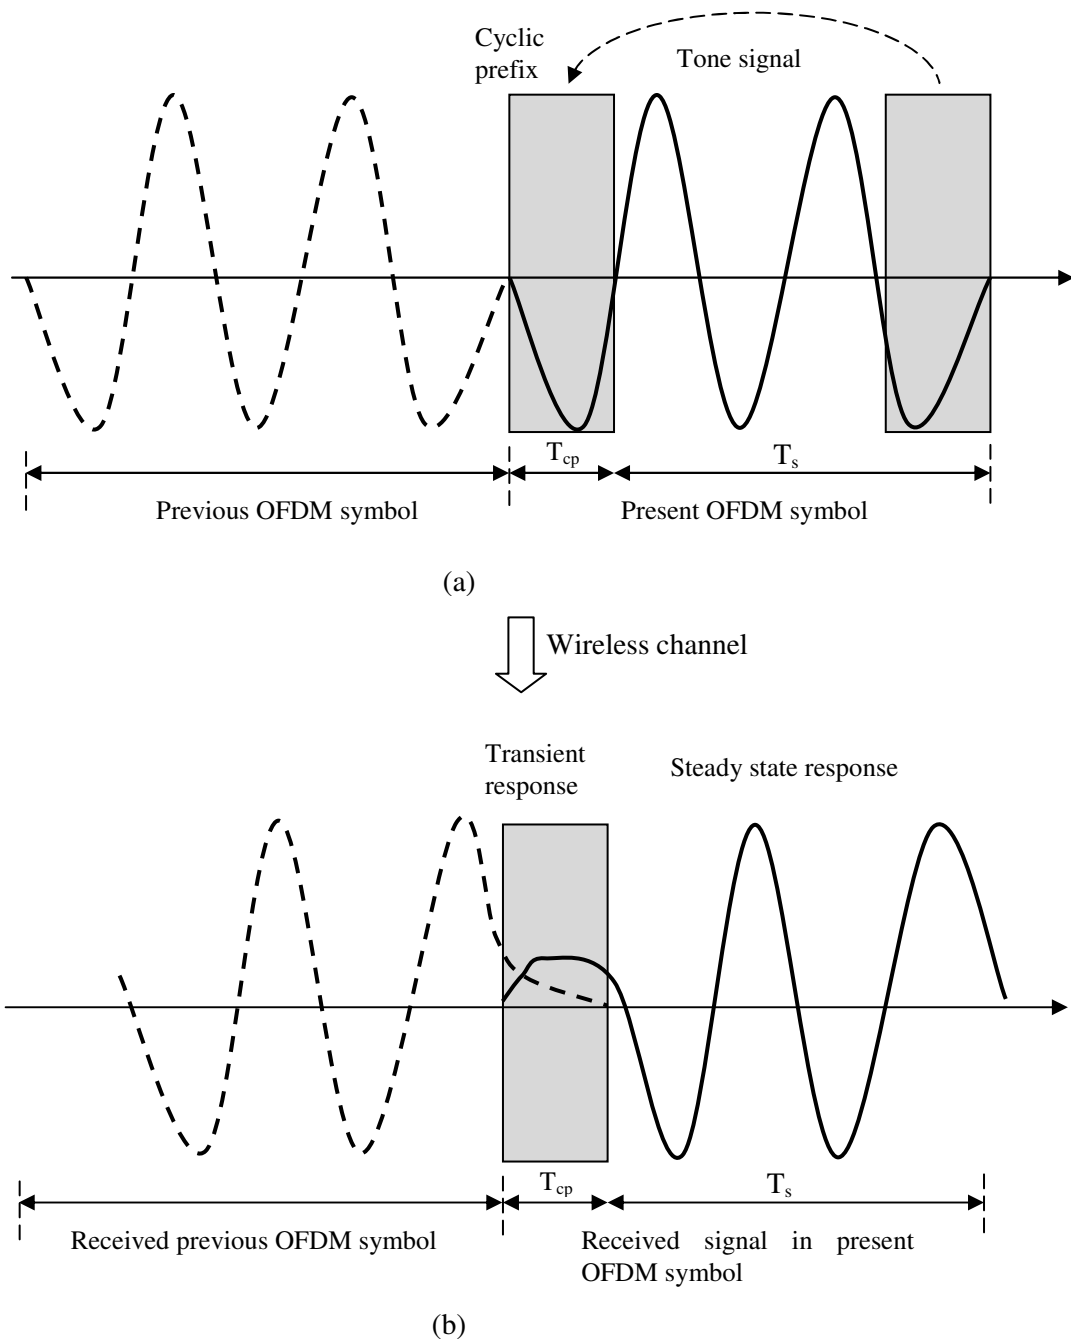 Cyclic
prefix
Tone signal
T_cp
T_s
Previous OFDM symbol
Present OFDM symbol
(a)
Wireless channel
Transient
response
Steady state response
T_cp
T_s
Received previous OFDM symbol
Received signal in present
OFDM symbol
(b)